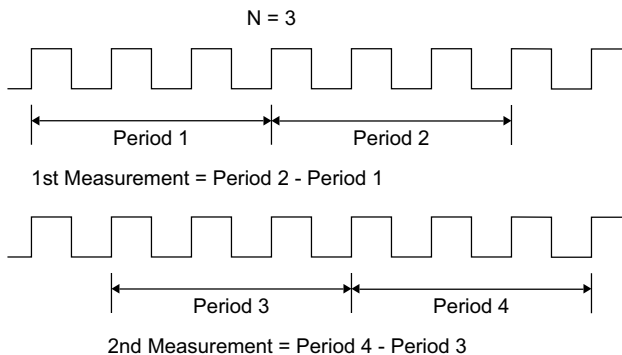 N = 3
Period 1
Period 2
1st Measurement = Period 2 - Period 1
Period 3
Period 4
2nd Measurement = Period 4 - Period 3